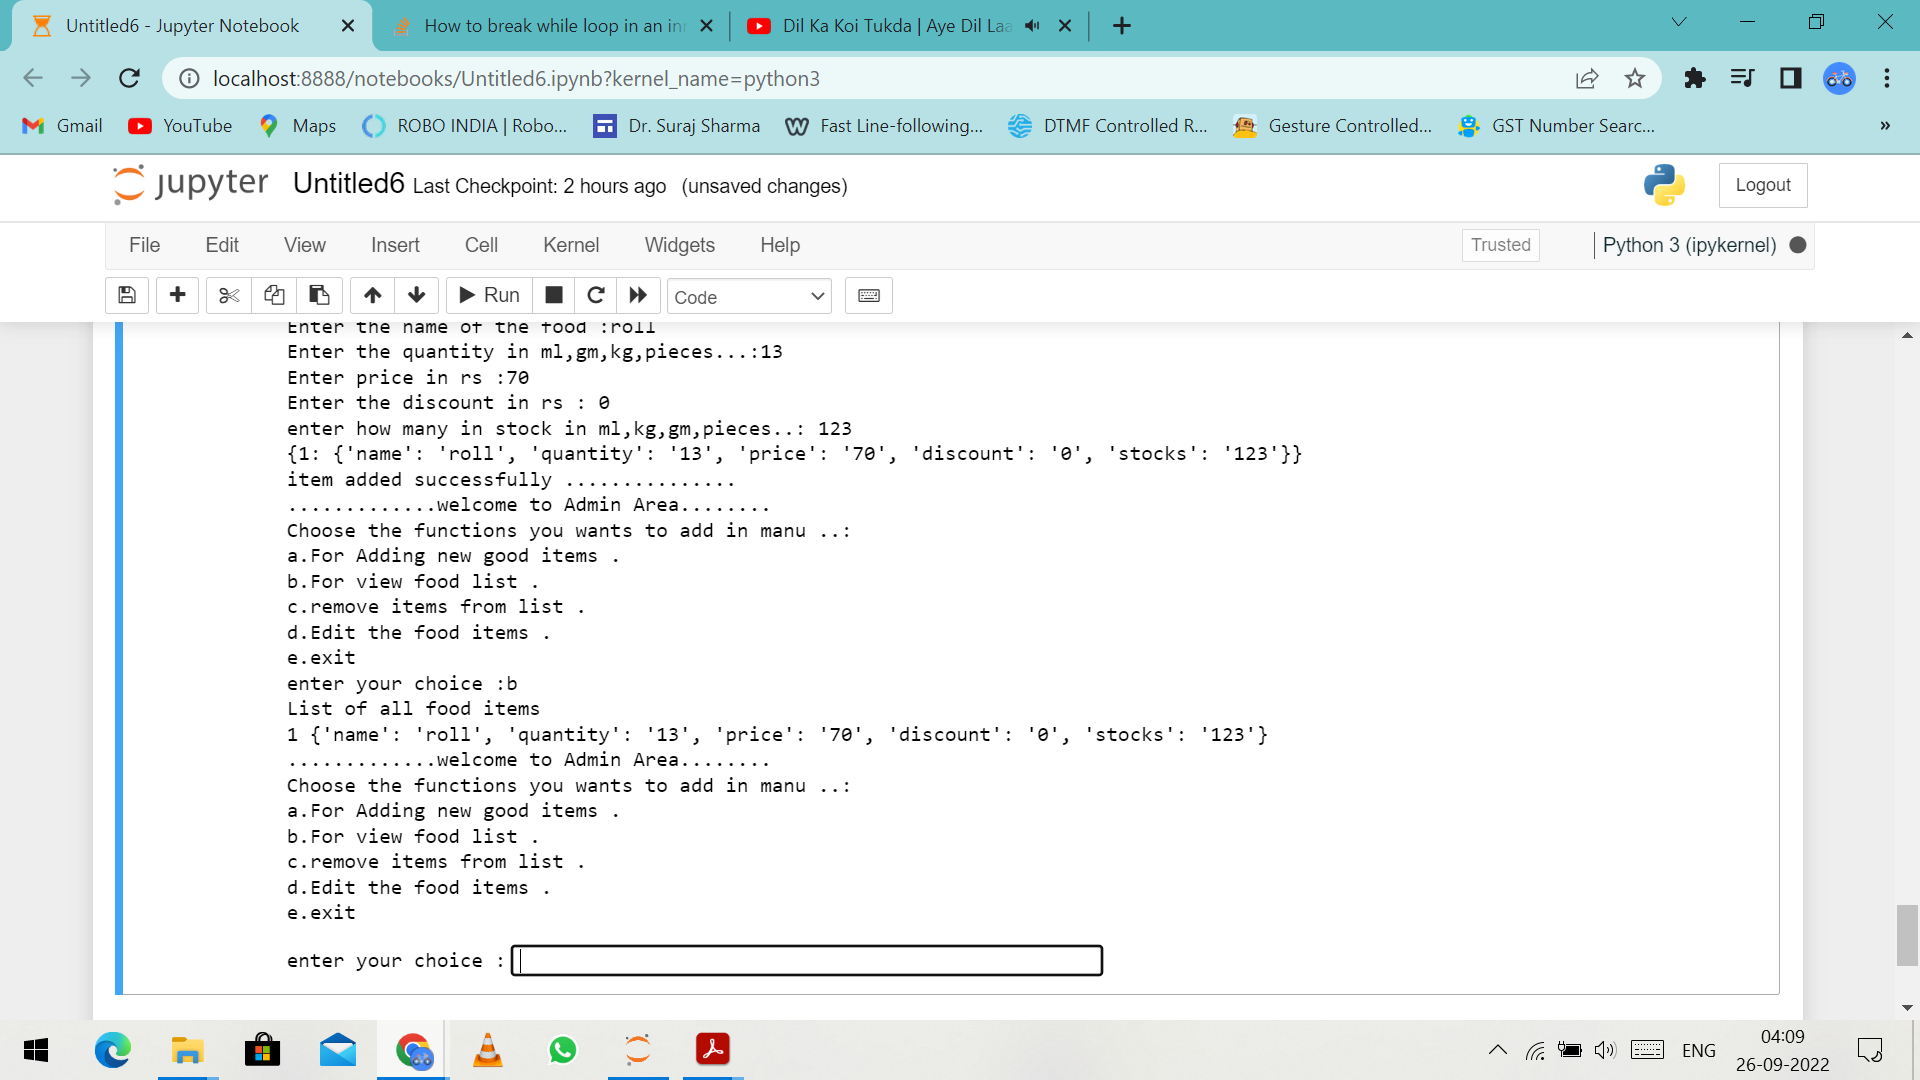 Untitled6 - Jupyter Notebook
How to break while loop in an in
Dil Ka Koi Tukda | Aye Dil Laa
localhost:8888/notebooks/Untitled6.ipynb?kernel_name=python3
Gmail YouTube Maps ROBO INDIA | Robo... Dr. Suraj Sharma Fast Line-following... DTMF Controlled R... Gesture Controlled... GST Number Searc... »
jupyter Untitled6 Last Checkpoint: 2 hours ago (unsaved changes) Logout
File Edit View Insert Cell Kernel Widgets Help Trusted Python 3 (ipykernel)
Run Code
Enter the name of the food :roll
Enter the quantity in ml,gm,kg,pieces...:13
Enter price in rs :70
Enter the discount in rs : 0
enter how many in stock in ml,kg,gm,pieces..: 123
{1: {'name': 'roll', 'quantity': '13', 'price': '70', 'discount': '0', 'stocks': '123'}}
item added successfully ...............
.............welcome to Admin Area........
Choose the functions you wants to add in manu ..:
a.For Adding new good items .
b.For view food list .
c.remove items from list .
d.Edit the food items .
e.exit
enter your choice :b
List of all food items
1 {'name': 'roll', 'quantity': '13', 'price': '70', 'discount': '0', 'stocks': '123'}
.............welcome to Admin Area........
Choose the functions you wants to add in manu ..:
a.For Adding new good items .
b.For view food list .
c.remove items from list .
d.Edit the food items .
e.exit
enter your choice :
ENG
04:09
26-09-2022